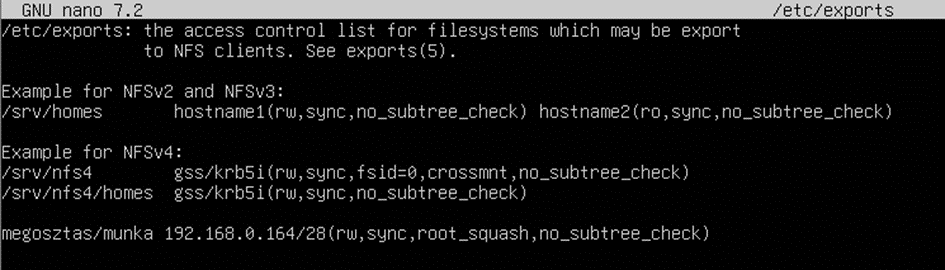 GNU nano 7.2 /etc/exports
/etc/exports: the access control list for filesystems which may be export
to NFS clients. See exports(5).
Example for NFSv2 and NFSv3:
/srv/homes hostname1(rw,sync,no_subtree_check) hostname2(ro,sync,no_subtree_check)
Example for NFSv4:
/srv/nfs4 gss/krb5i(rw,sync,fsid=0,crossmnt,no_subtree_check)
/srv/nfs4/homes gss/krb5i(rw,sync,no_subtree_check)
megosztas/munka 192.168.0.164/28(rw,sync,root_squash,no_subtree_check)